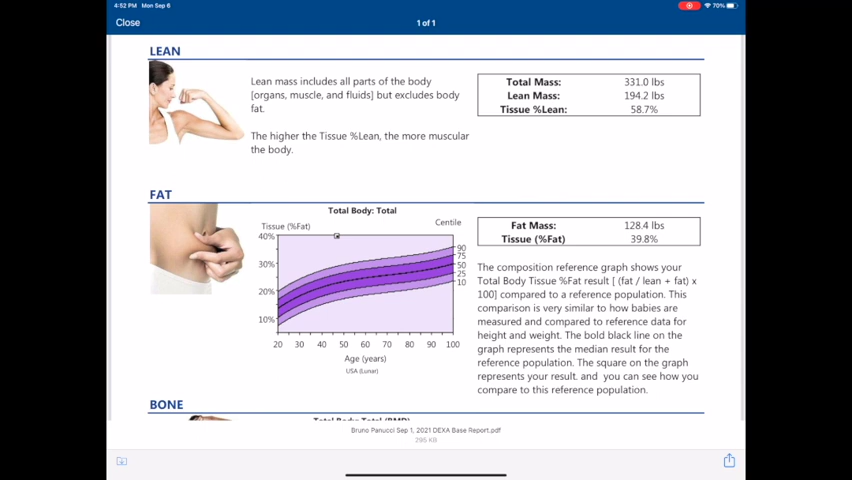 4:52 PM Mon Sep 6
70%
Close
1 of 1
LEAN
Lean mass includes all parts of the body
[organs, muscle, and fluids] but excludes body
fat.
The higher the Tissue %Lean, the more muscular
the body.
Total Mass: 331.0 lbs
Lean Mass: 194.2 lbs
Tissue %Lean: 58.7%
FAT
Total Body: Total
Tissue (%Fat) Centile
40%
30%
20%
10%
90
75
50
25
10
20 30 40 50 60 70 80 90 100
Age (years)
USA (Lunar)
Fat Mass: 128.4 lbs
Tissue (%Fat) 39.8%
The composition reference graph shows your
Total Body Tissue %Fat result [ (fat / lean + fat) x
100] compared to a reference population. This
comparison is very similar to how babies are
measured and compared to reference data for
height and weight. The bold black line on the
graph represents the median result for the
reference population. The square on the graph
represents your result. and you can see how you
compare to this reference population.
BONE
Total Body: Total (BMD)
Bruno Panucci Sep 1, 2021 DEXA Base Report.pdf
295 KB